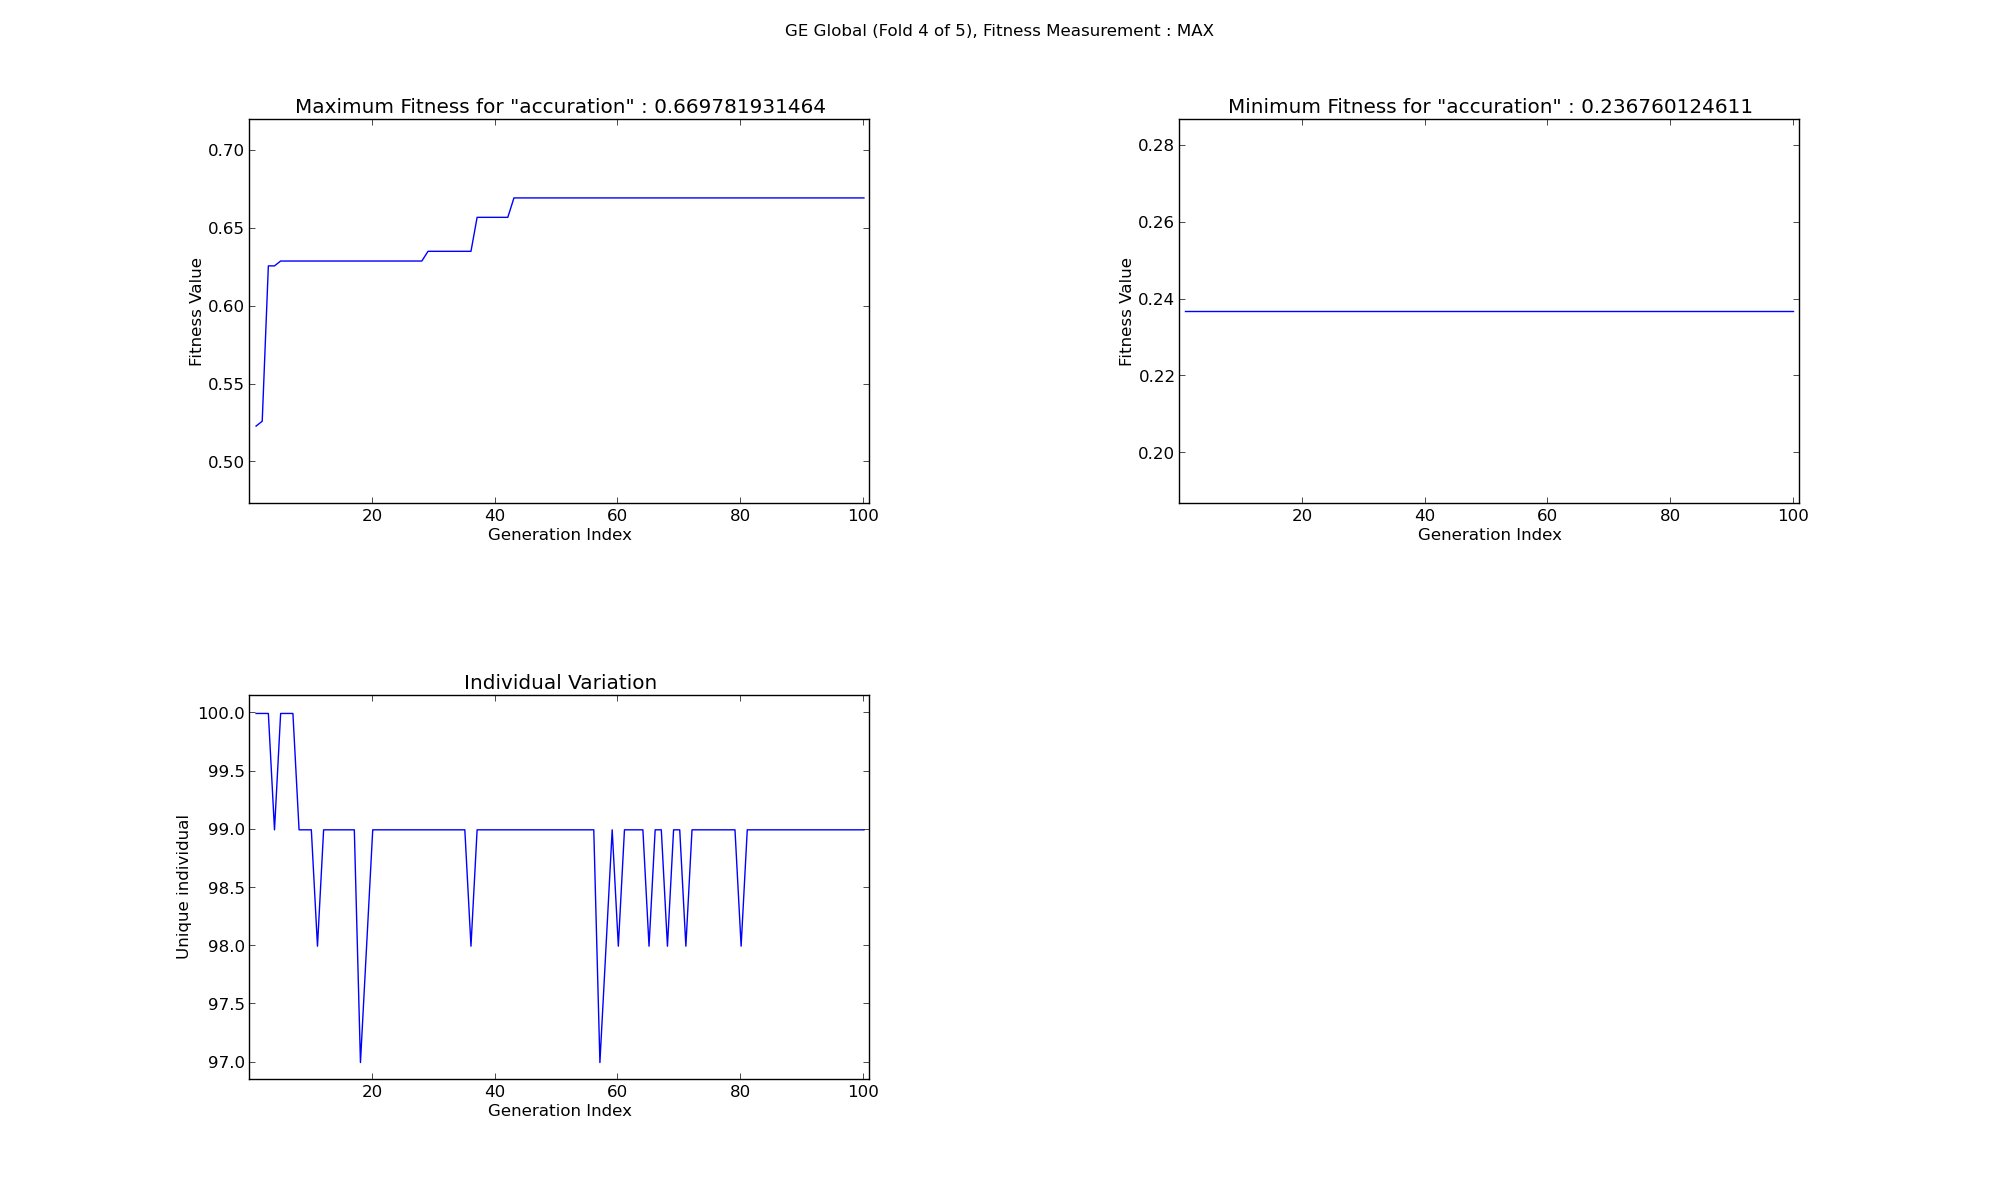 GE Global (Fold 4 of 5), Fitness Measurement : MAX
Maximum Fitness for "accuration" : 0.669781931464
0.70
0.65
0.60
0.55
0.50
Fitness Value
20 40 60 80 100
Generation Index
Minimum Fitness for "accuration" : 0.236760124611
0.28
0.26
0.24
0.22
0.20
Fitness Value
20 40 60 80 100
Generation Index
Individual Variation
100.0
99.5
99.0
98.5
98.0
97.5
97.0
Unique individual
20 40 60 80 100
Generation Index